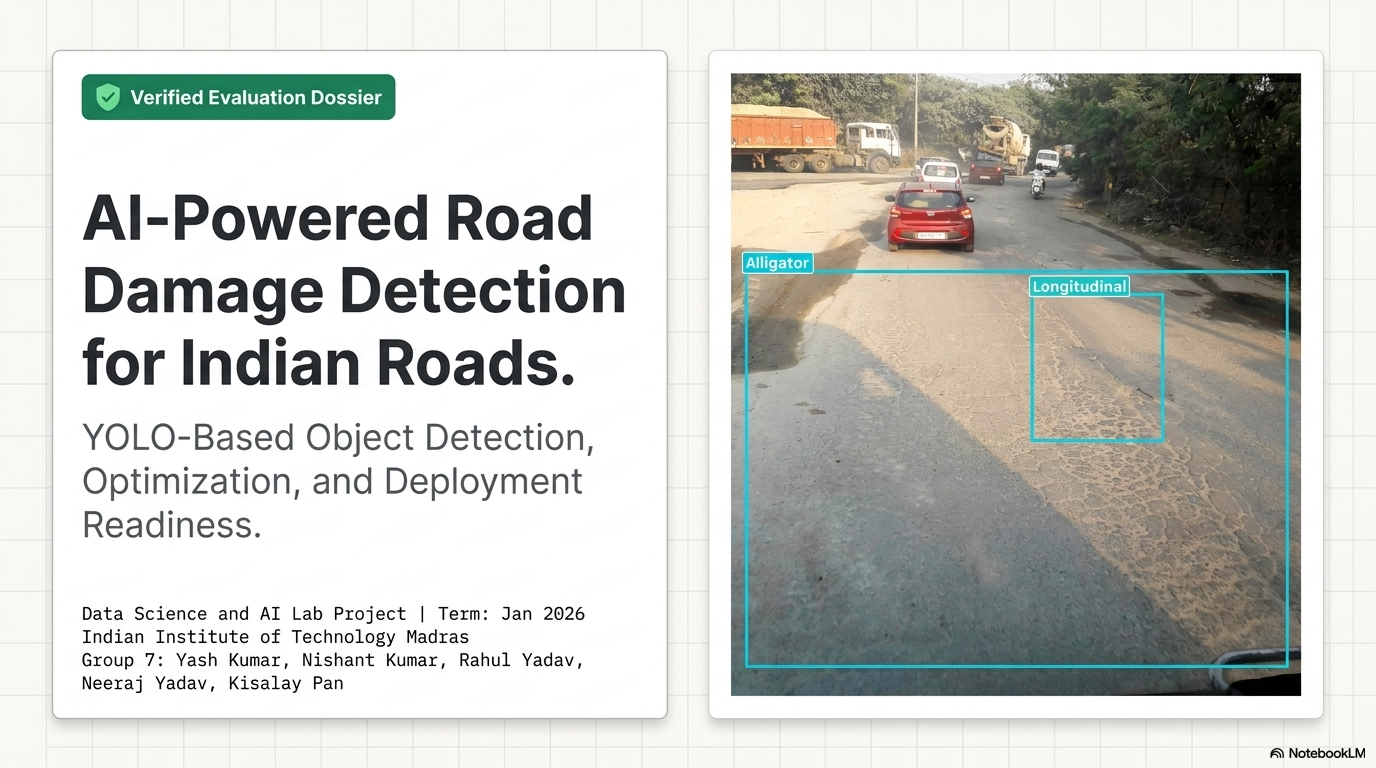 Verified Evaluation Dossier
AI-Powered Road
Damage Detection
for Indian Roads.
YOLO-Based Object Detection,
Optimization, and Deployment
Readiness.
Data Science and AI Lab Project | Term: Jan 2026
Indian Institute of Technology Madras
Group 7: Yash Kumar, Nishant Kumar, Rahul Yadav,
Neeraj Yadav, Kisalay Pan
Alligator
Longitudinal
NotebookLM